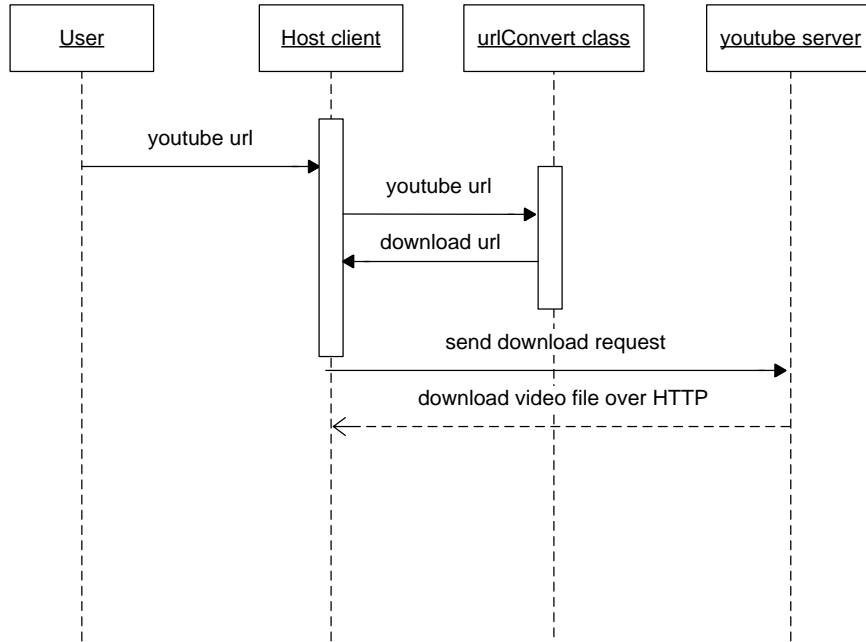 User
Host client
urlConvert class
youtube server
youtube url
youtube url
download url
send download request
download video file over HTTP